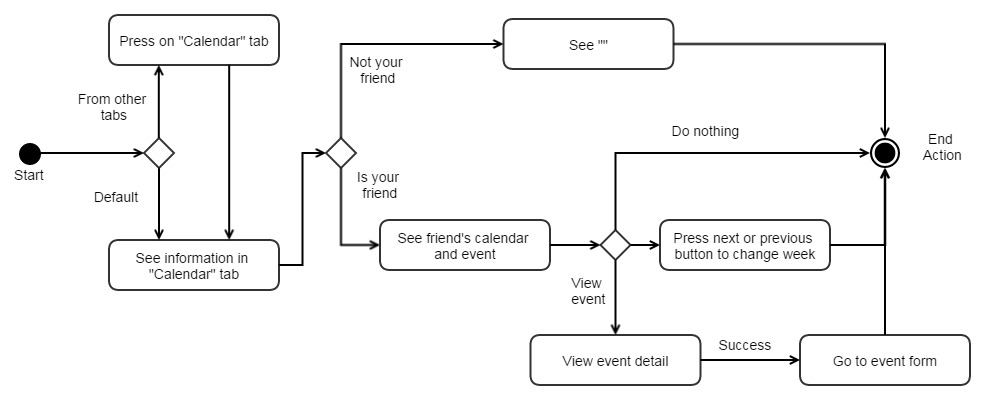 Press on "Calendar" tab
See ""
Not your
friend
From other
tabs
Do nothing
End
Action
Start
Default
Is your
friend
See information in
"Calendar" tab
See friend's calendar
and event
Press next or previous
button to change week
View
event
View event detail
Success
Go to event form